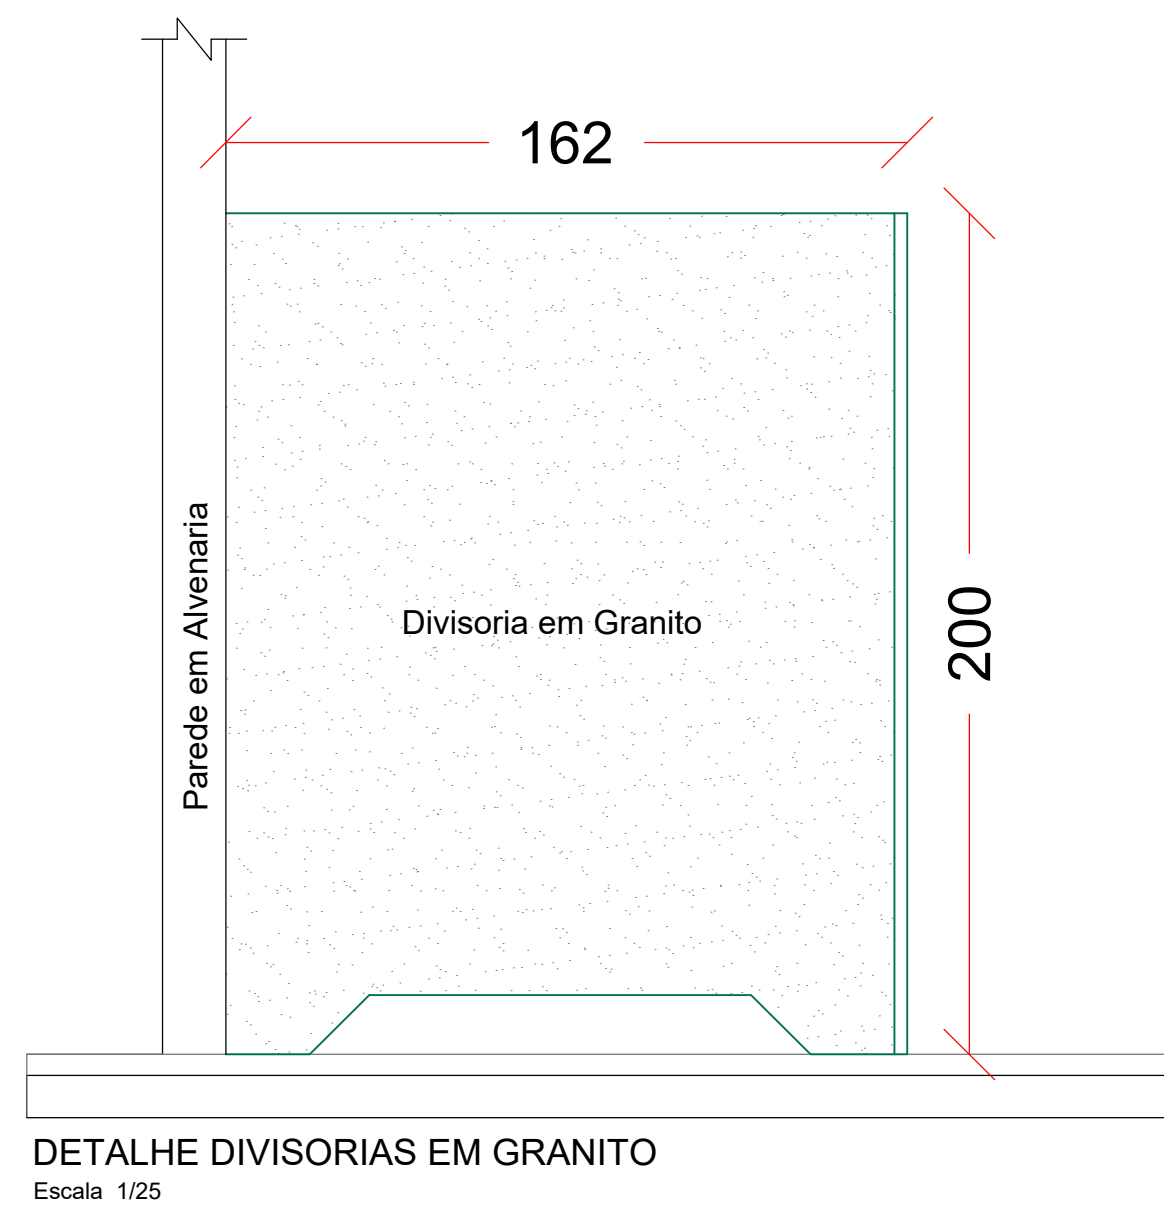 162
200
Parede em Alvenaria
Divisoria em Granito
DETALHE DIVISORIAS EM GRANITO
Escala 1/25